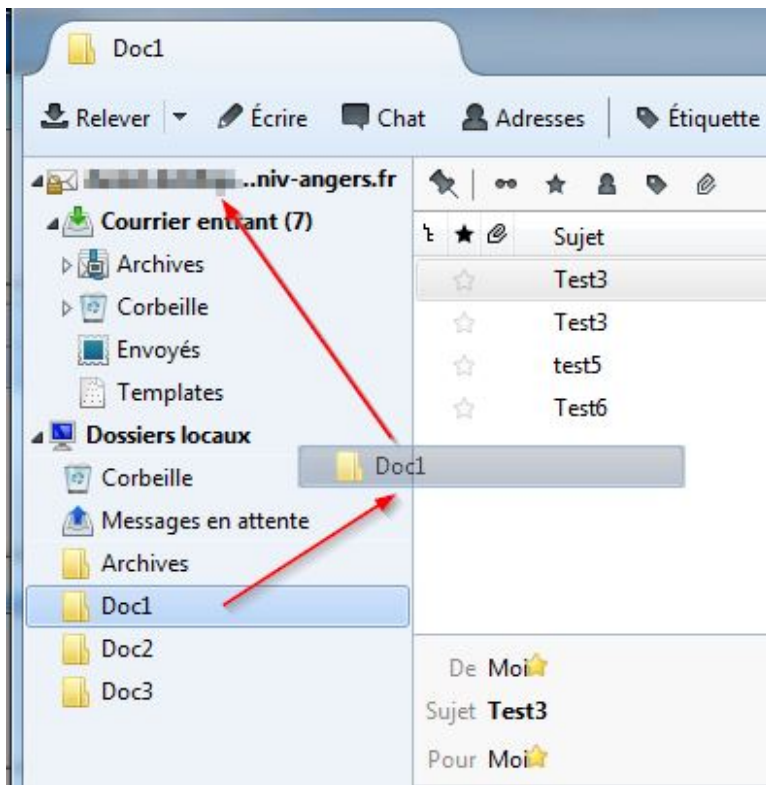 Doc1
Relever Écrire Chat Adresses Étiquette
..niv-angers.fr
Courrier entrant (7)
Archives
Corbeille
Envoyés
Templates
Dossiers locaux
Corbeille
Messages en attente
Archives
Doc1
Doc2
Doc3
Sujet
Test3
Test3
test5
Test6
Doc1
De Moi
Sujet Test3
Pour Moi